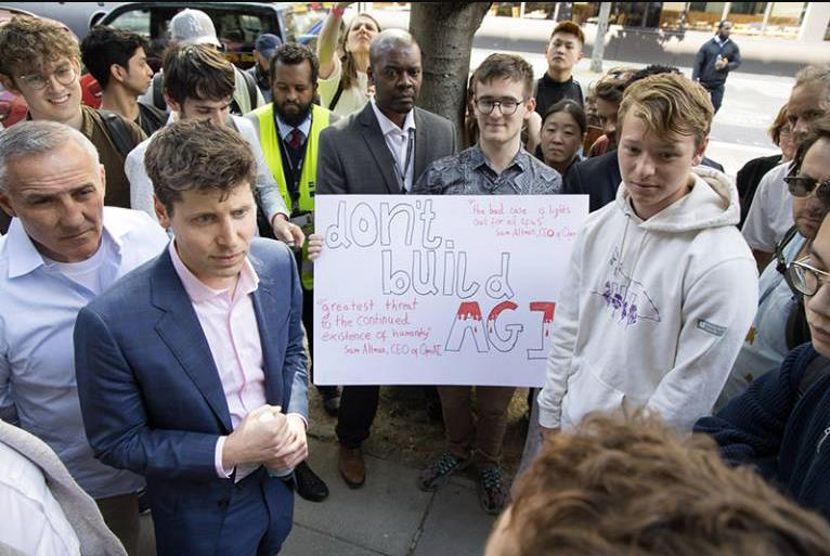 don't
build
AGI
"the bad case is lights
out for all of us"
Sam Altman, CEO of
"greatest threat
to the continued
existence of humanity"
Sam Altman, CEO of OpenAI